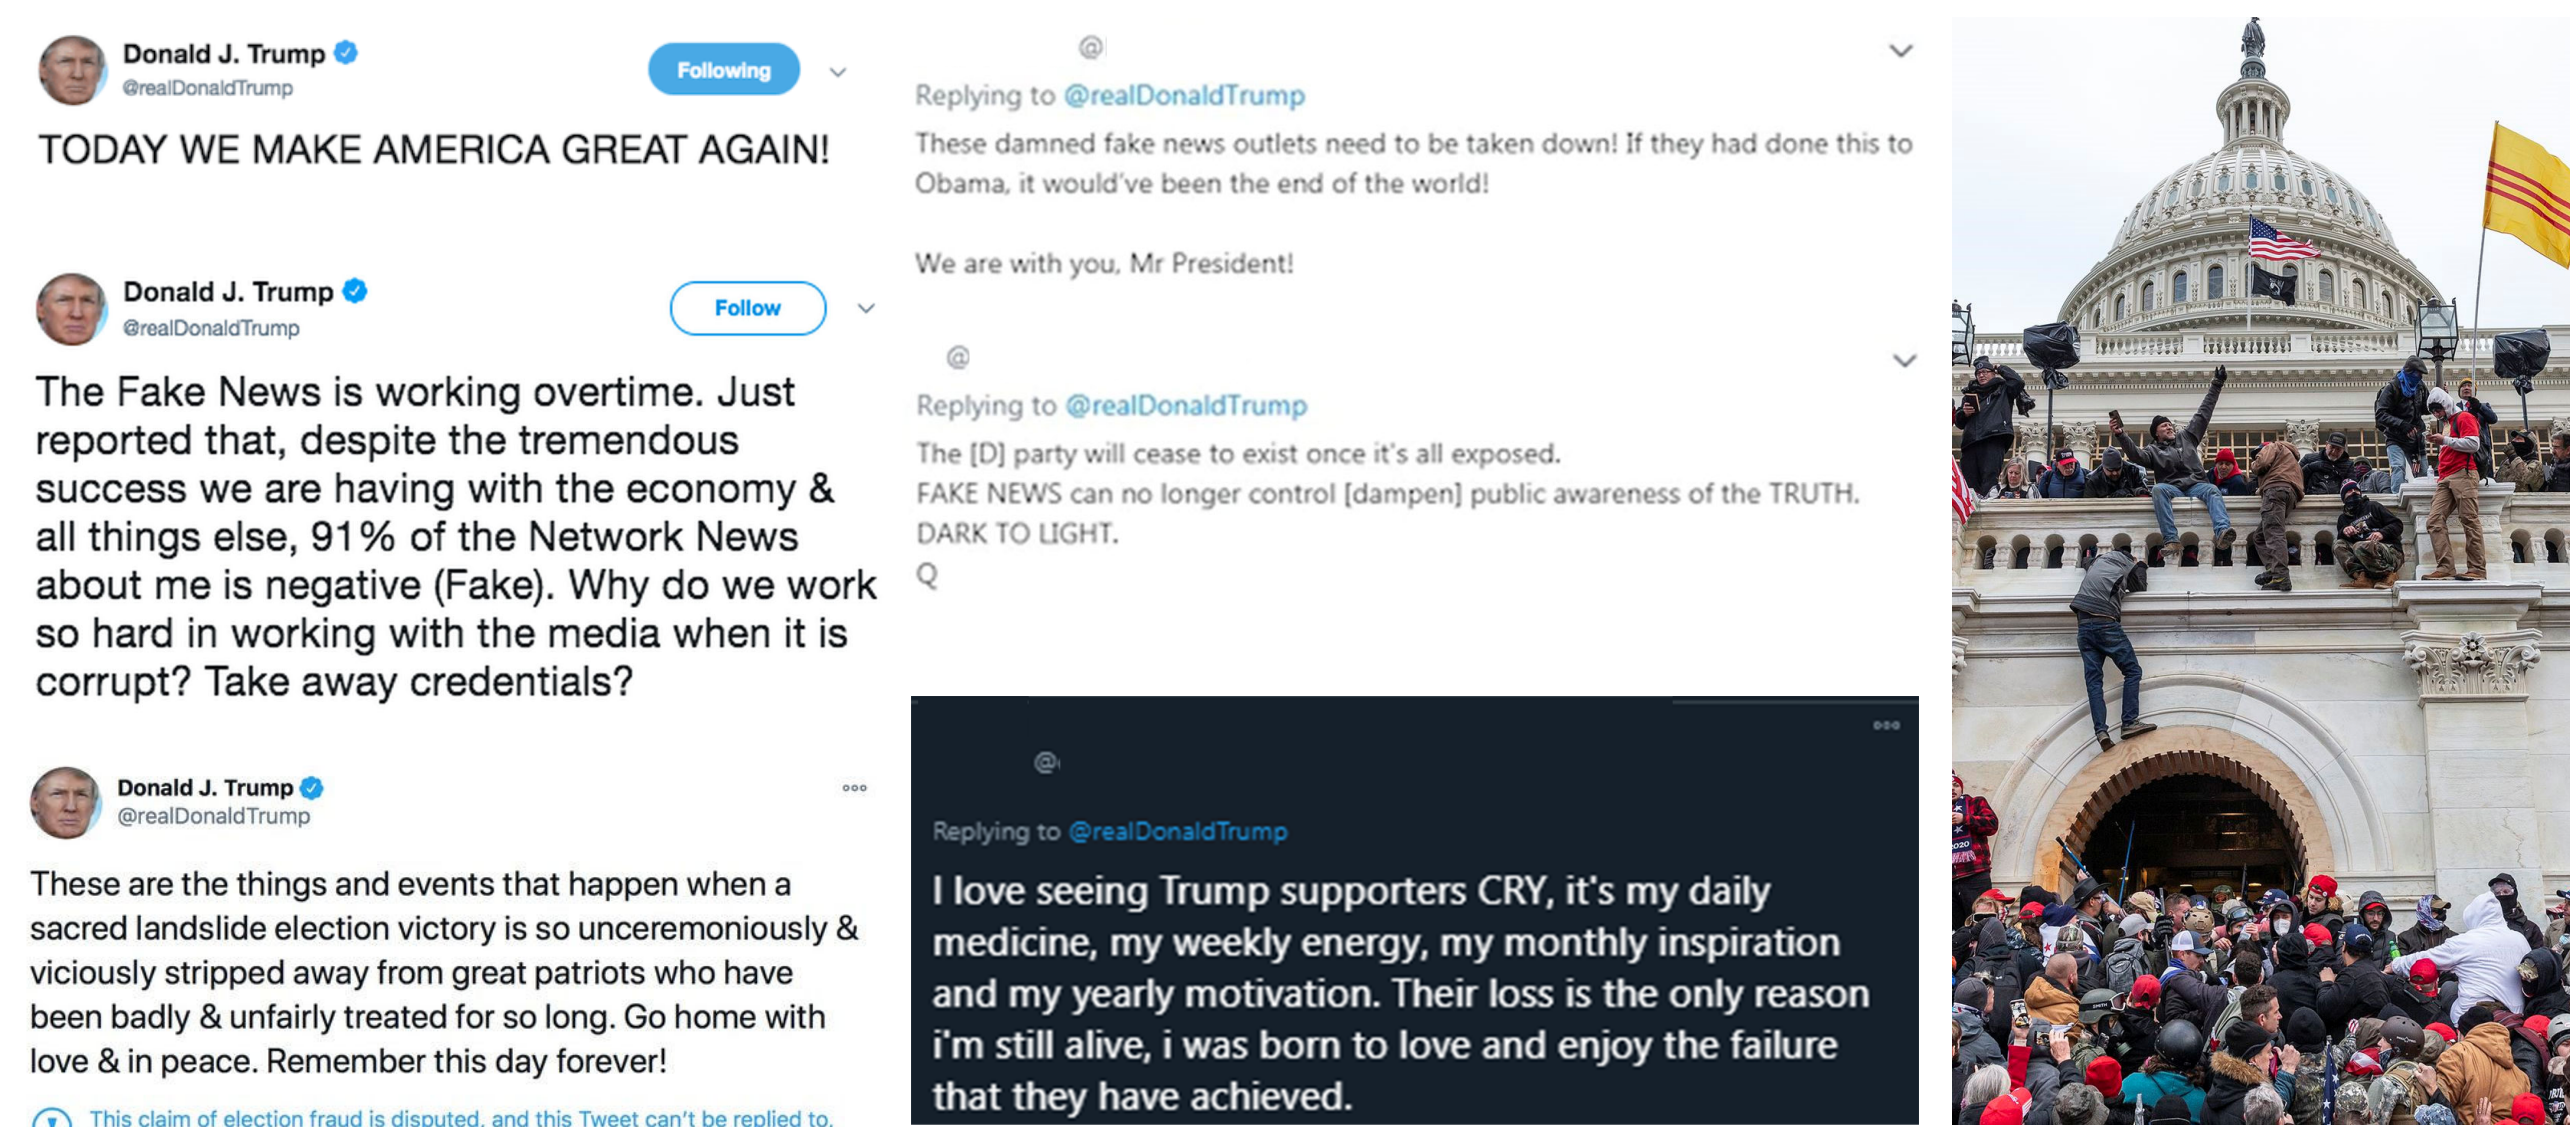 Donald J. Trump
@realDonaldTrump
Following
TODAY WE MAKE AMERICA GREAT AGAIN!
Donald J. Trump
@realDonaldTrump
Follow
The Fake News is working overtime. Just
reported that, despite the tremendous
success we are having with the economy &
all things else, 91% of the Network News
about me is negative (Fake). Why do we work
so hard in working with the media when it is
corrupt? Take away credentials?
Donald J. Trump
@realDonaldTrump
These are the things and events that happen when a
sacred landslide election victory is so unceremoniously &
viciously stripped away from great patriots who have
been badly & unfairly treated for so long. Go home with
love & in peace. Remember this day forever!
This claim of election fraud is disputed, and this Tweet can't be replied to,
@
Replying to @realDonaldTrump
These damned fake news outlets need to be taken down! If they had done this to
Obama, it would've been the end of the world!
We are with you, Mr President!
@
Replying to @realDonaldTrump
The [D] party will cease to exist once it's all exposed.
FAKE NEWS can no longer control [dampen] public awareness of the TRUTH.
DARK TO LIGHT.
Q
@
Replying to @realDonaldTrump
I love seeing Trump supporters CRY, it's my daily
medicine, my weekly energy, my monthly inspiration
and my yearly motivation. Their loss is the only reason
i'm still alive, i was born to love and enjoy the failure
that they have achieved.
2020